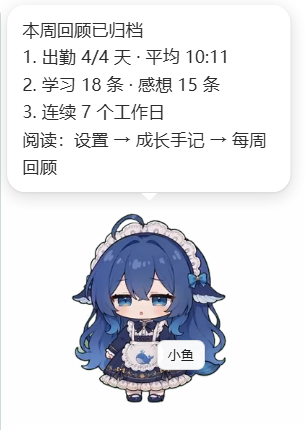 本周回顾已归档
1. 出勤 4/4 天 · 平均 10:11
2. 学习 18 条 · 感想 15 条
3. 连续 7 个工作日
阅读：设置 → 成长手记 → 每周
回顾
小鱼